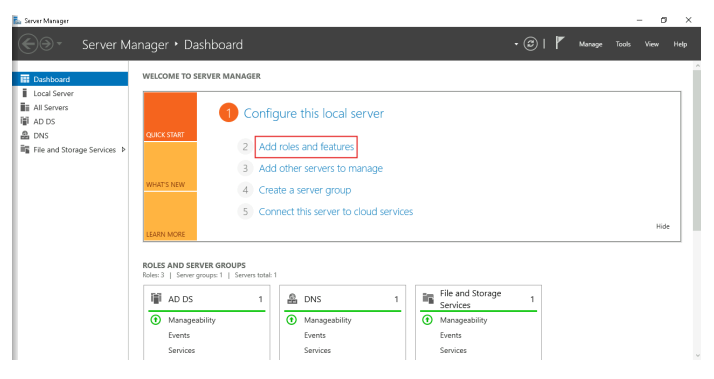 Server Manager
Server Manager • Dashboard
Manage Tools View Help
Dashboard
Local Server
All Servers
AD DS
DNS
File and Storage Services
WELCOME TO SERVER MANAGER
QUICK START
WHAT'S NEW
LEARN MORE
1 Configure this local server
2 Add roles and features
3 Add other servers to manage
4 Create a server group
5 Connect this server to cloud services
Hide
ROLES AND SERVER GROUPS
Roles: 3 | Server groups: 1 | Servers total: 1
AD DS 1
Manageability
Events
Services
DNS 1
Manageability
Events
Services
File and Storage
Services 1
Manageability
Events
Services